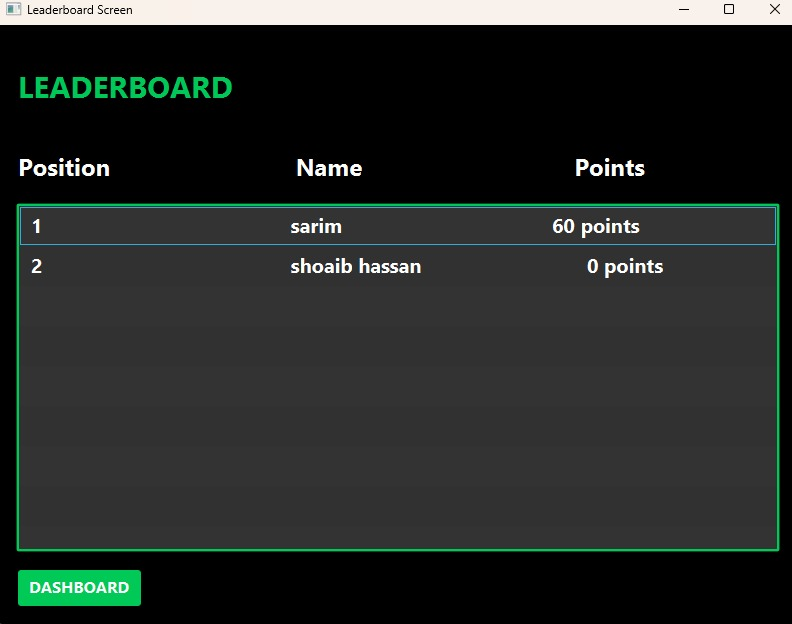 Leaderboard Screen
LEADERBOARD
Position Name Points
1 sarim 60 points
2 shoaib hassan 0 points
DASHBOARD